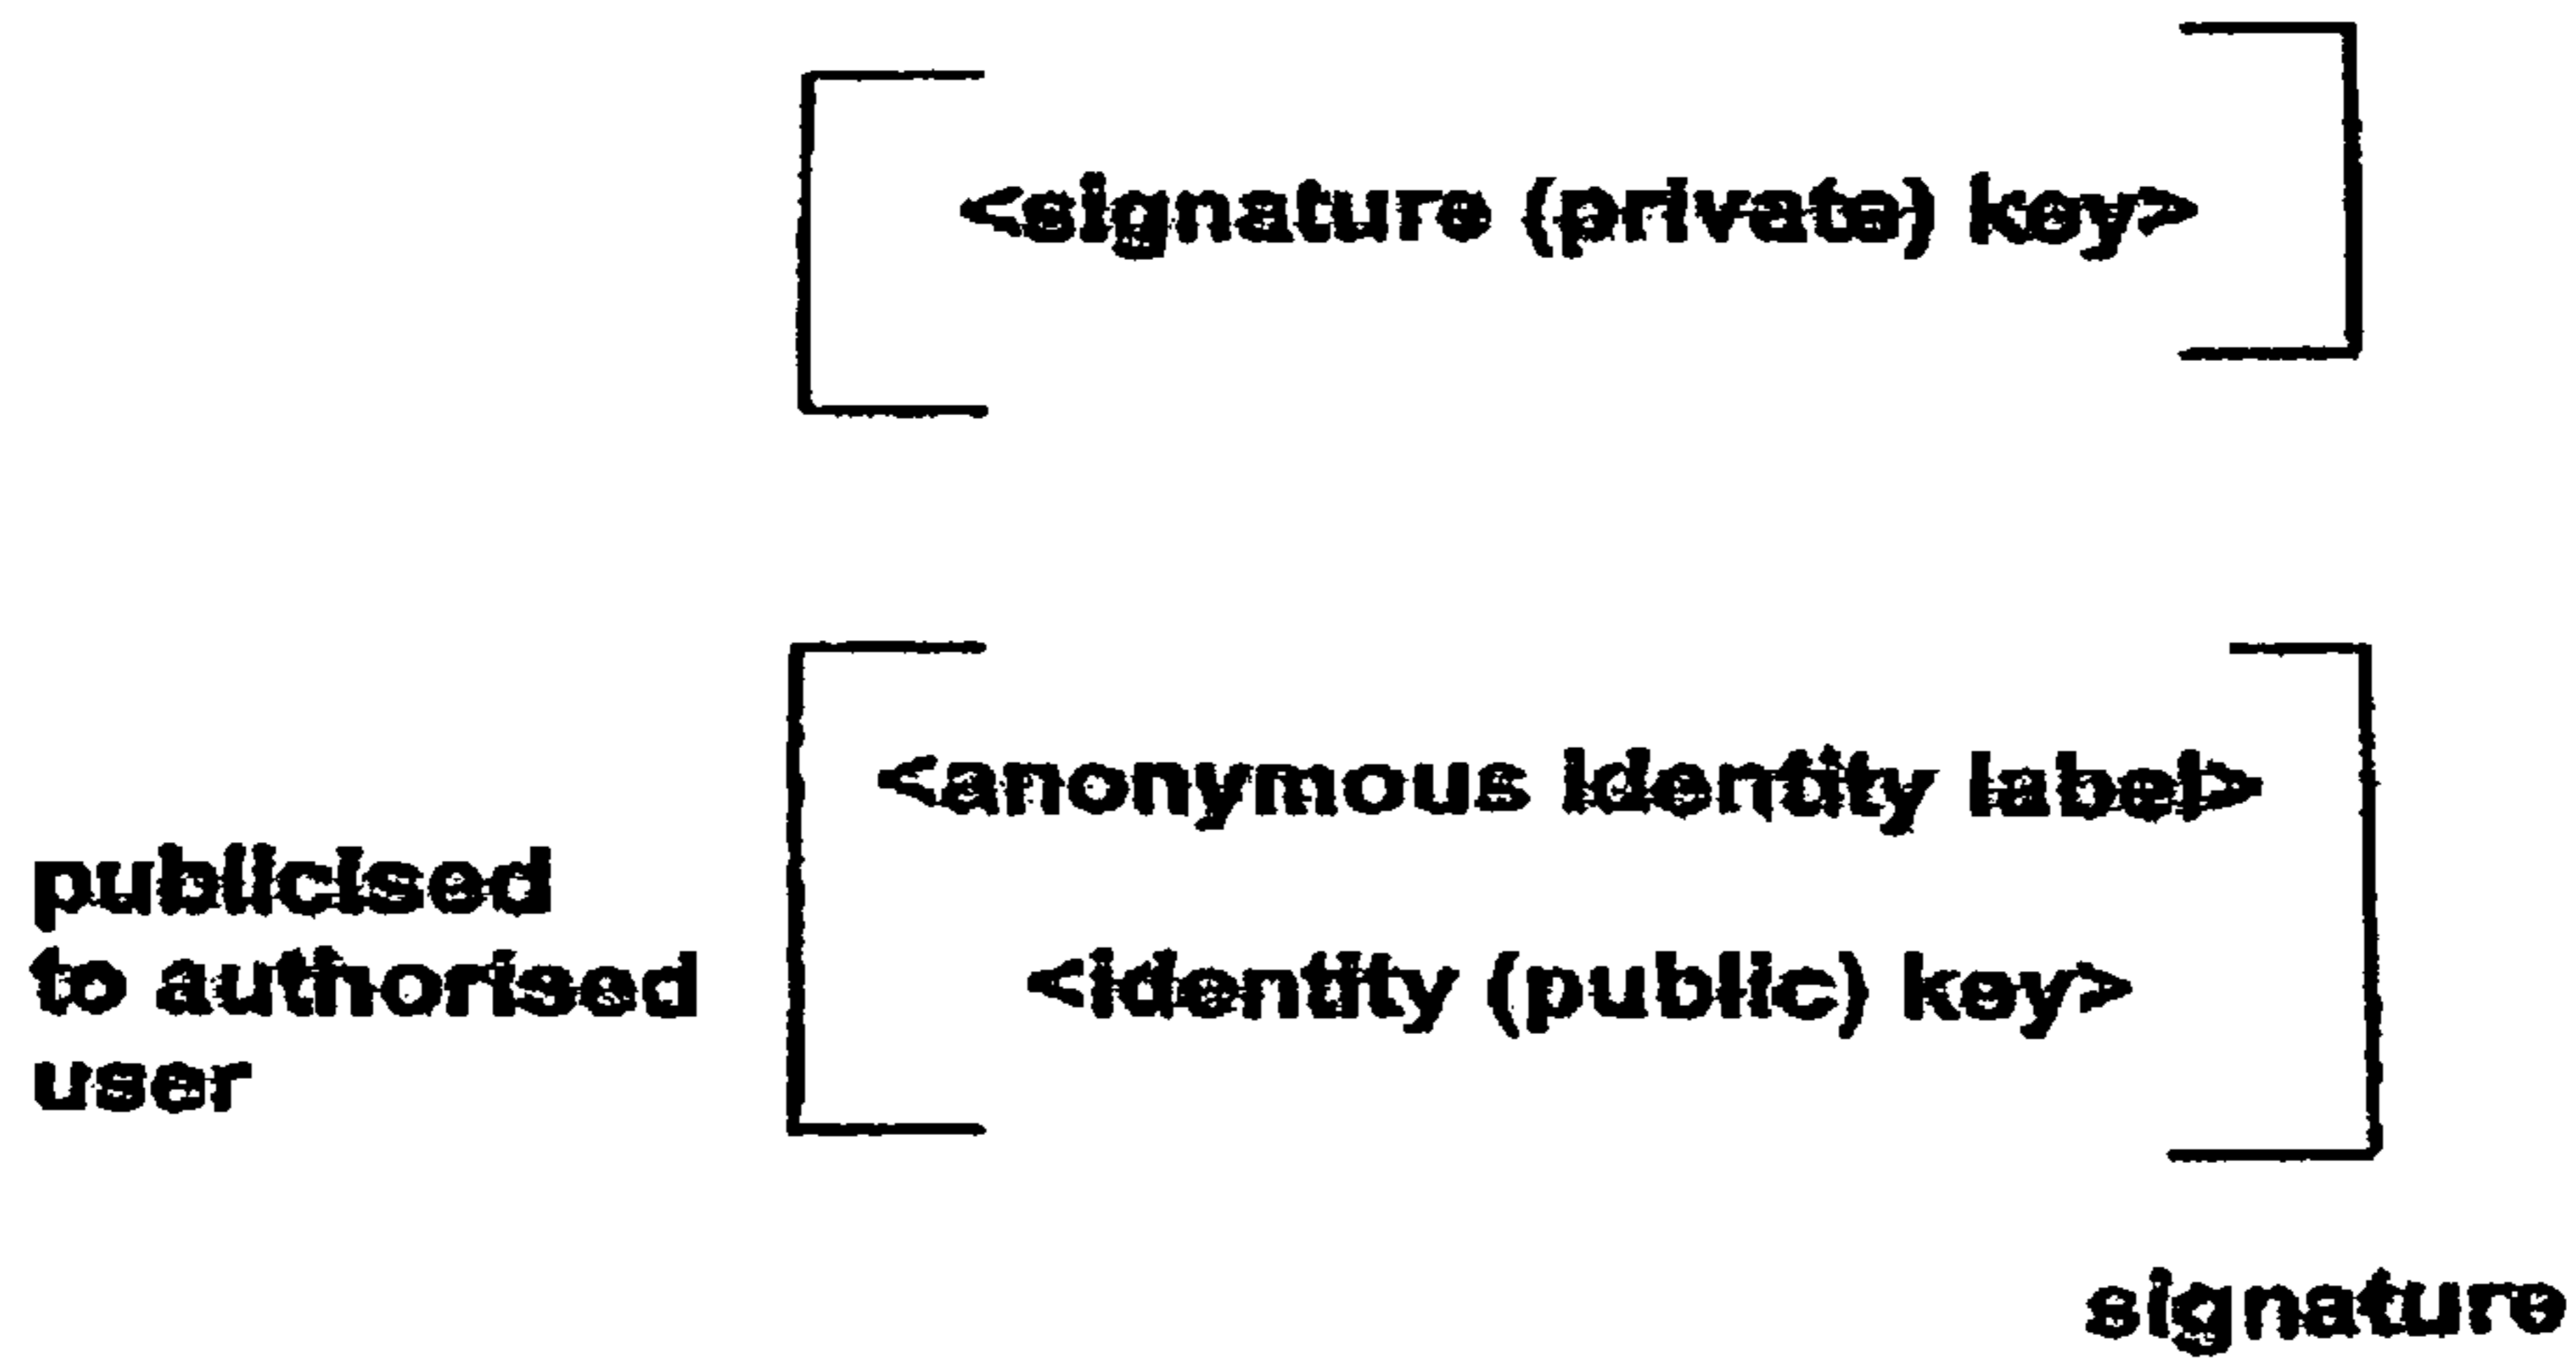 <signature (private) key>
<anonymous identity label>
publicised
<identity (public) key>
to authorised
user
signature